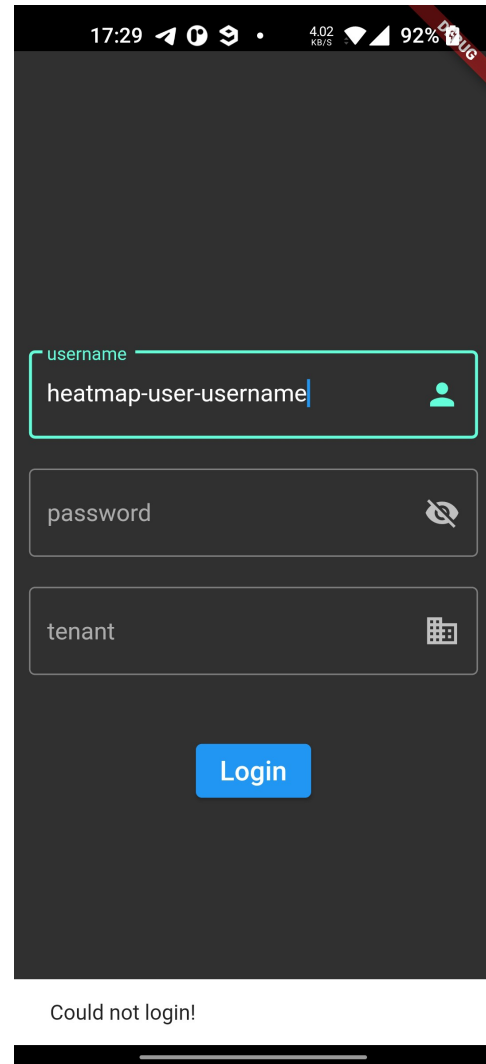 17:29
4.02
KB/S
92%
DEBUG
username
heatmap-user-username
password
tenant
Login
Could not login!